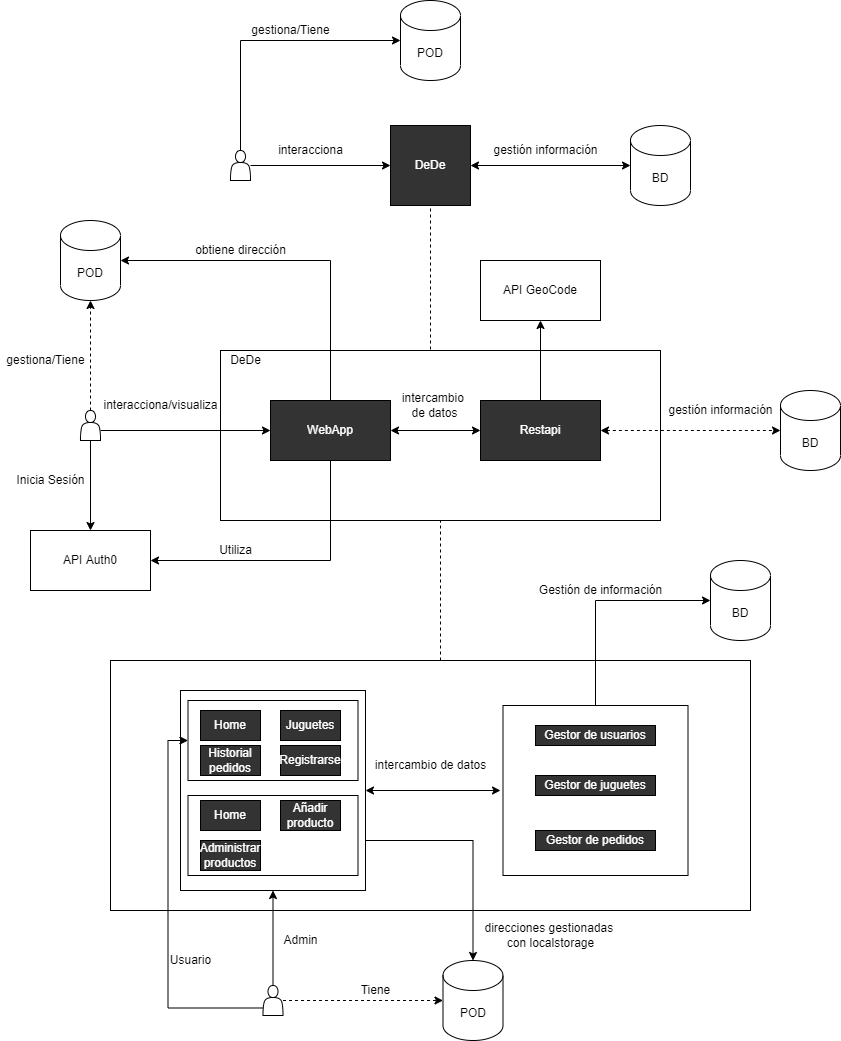 gestiona/Tiene
POD
interacciona
DeDe
gestión información
BD
obtiene dirección
POD
API GeoCode
gestiona/Tiene
DeDe
interacciona/visualiza
WebApp
intercambio
de datos
Restapi
gestión información
BD
Inicia Sesión
API Auth0
Utiliza
Gestión de información
BD
Home
Juguetes
Historial
pedidos
Registrarse
Home
Añadir
producto
Administrar
productos
intercambio de datos
Gestor de usuarios
Gestor de juguetes
Gestor de pedidos
direcciones gestionadas
con localstorage
Admin
Usuario
Tiene
POD